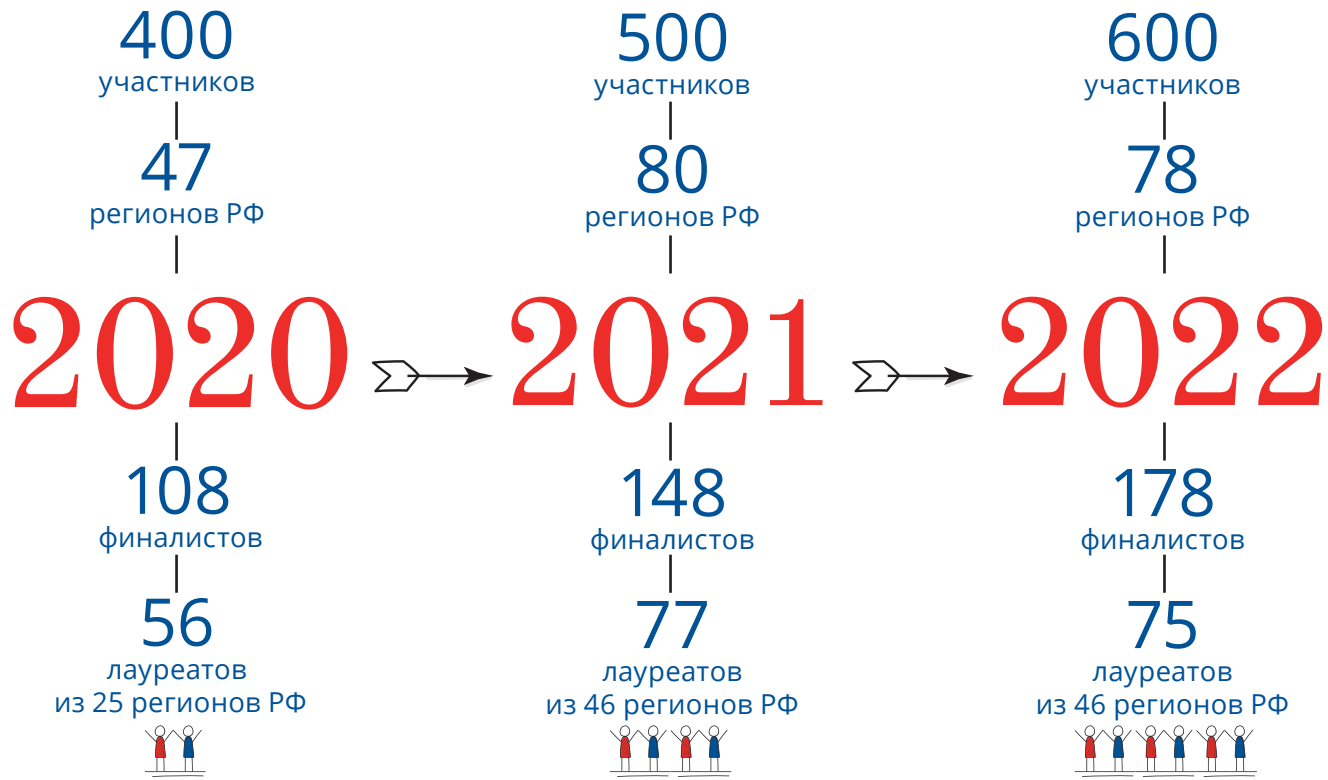 400
участников
47
регионов РФ
2020
108
финалистов
56
лауреатов
из 25 регионов РФ
500
участников
80
регионов РФ
2021
148
финалистов
77
лауреатов
из 46 регионов РФ
600
участников
78
регионов РФ
2022
178
финалистов
75
лауреатов
из 46 регионов РФ